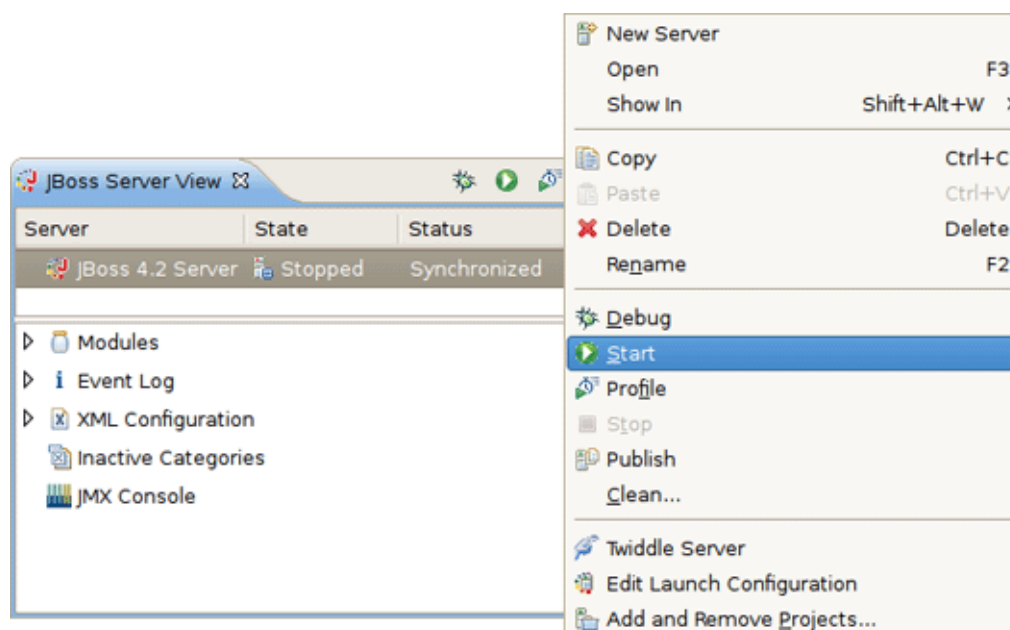 JBoss Server View
Server State Status
JBoss 4.2 Server Stopped Synchronized
Modules
Event Log
XML Configuration
Inactive Categories
JMX Console
New Server
Open F3
Show In Shift+Alt+W
Copy Ctrl+C
Paste Ctrl+V
Delete Delete
Rename F2
Debug
Start
Profile
Stop
Publish
Clean...
Twiddle Server
Edit Launch Configuration
Add and Remove Projects...